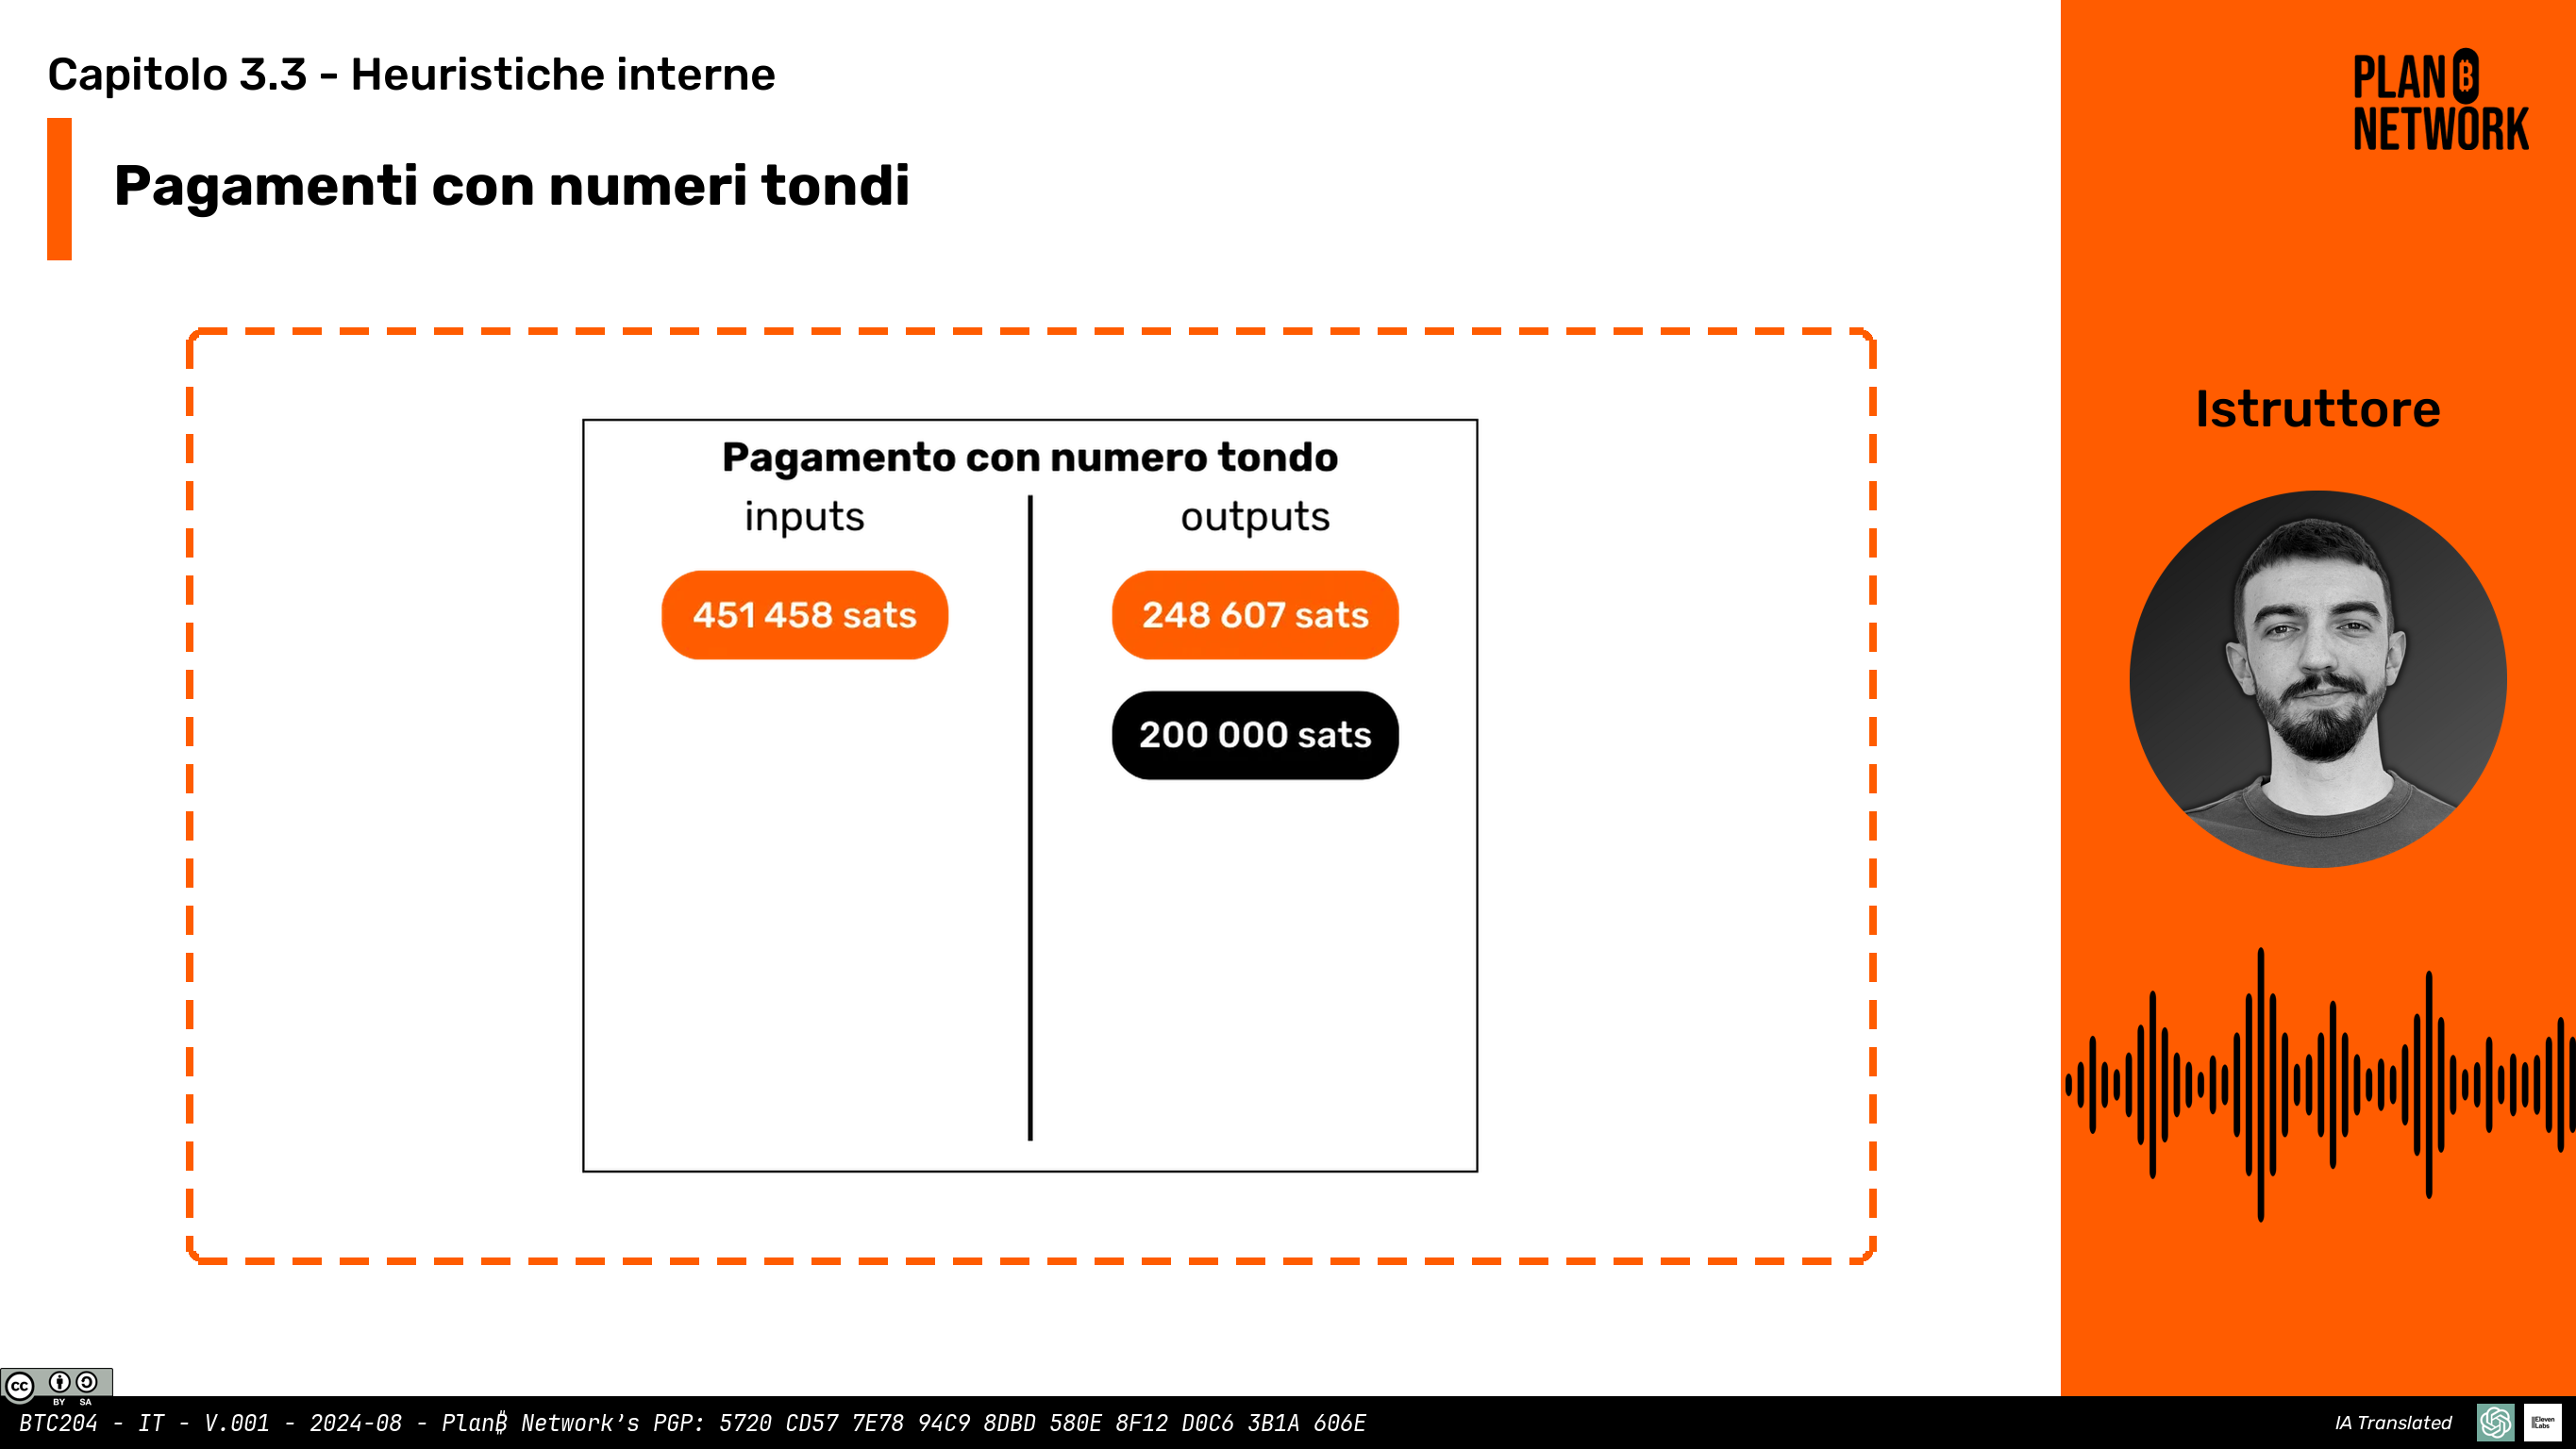 Capitolo 3.3 - Heuristiche interne
Pagamenti con numeri tondi
Pagamento con numero tondo
inputs
outputs
451 458 sats
248 607 sats
200 000 sats
PLAN B
NETWORK
Istruttore
CC BY SA
BTC204 - IT - V.001 - 2024-08 - Plan₿ Network's PGP: 5720 CD57 7E78 94C9 8DBD 580E 8F12 D0C6 3B1A 606E
IA Translated
ElevenLabs